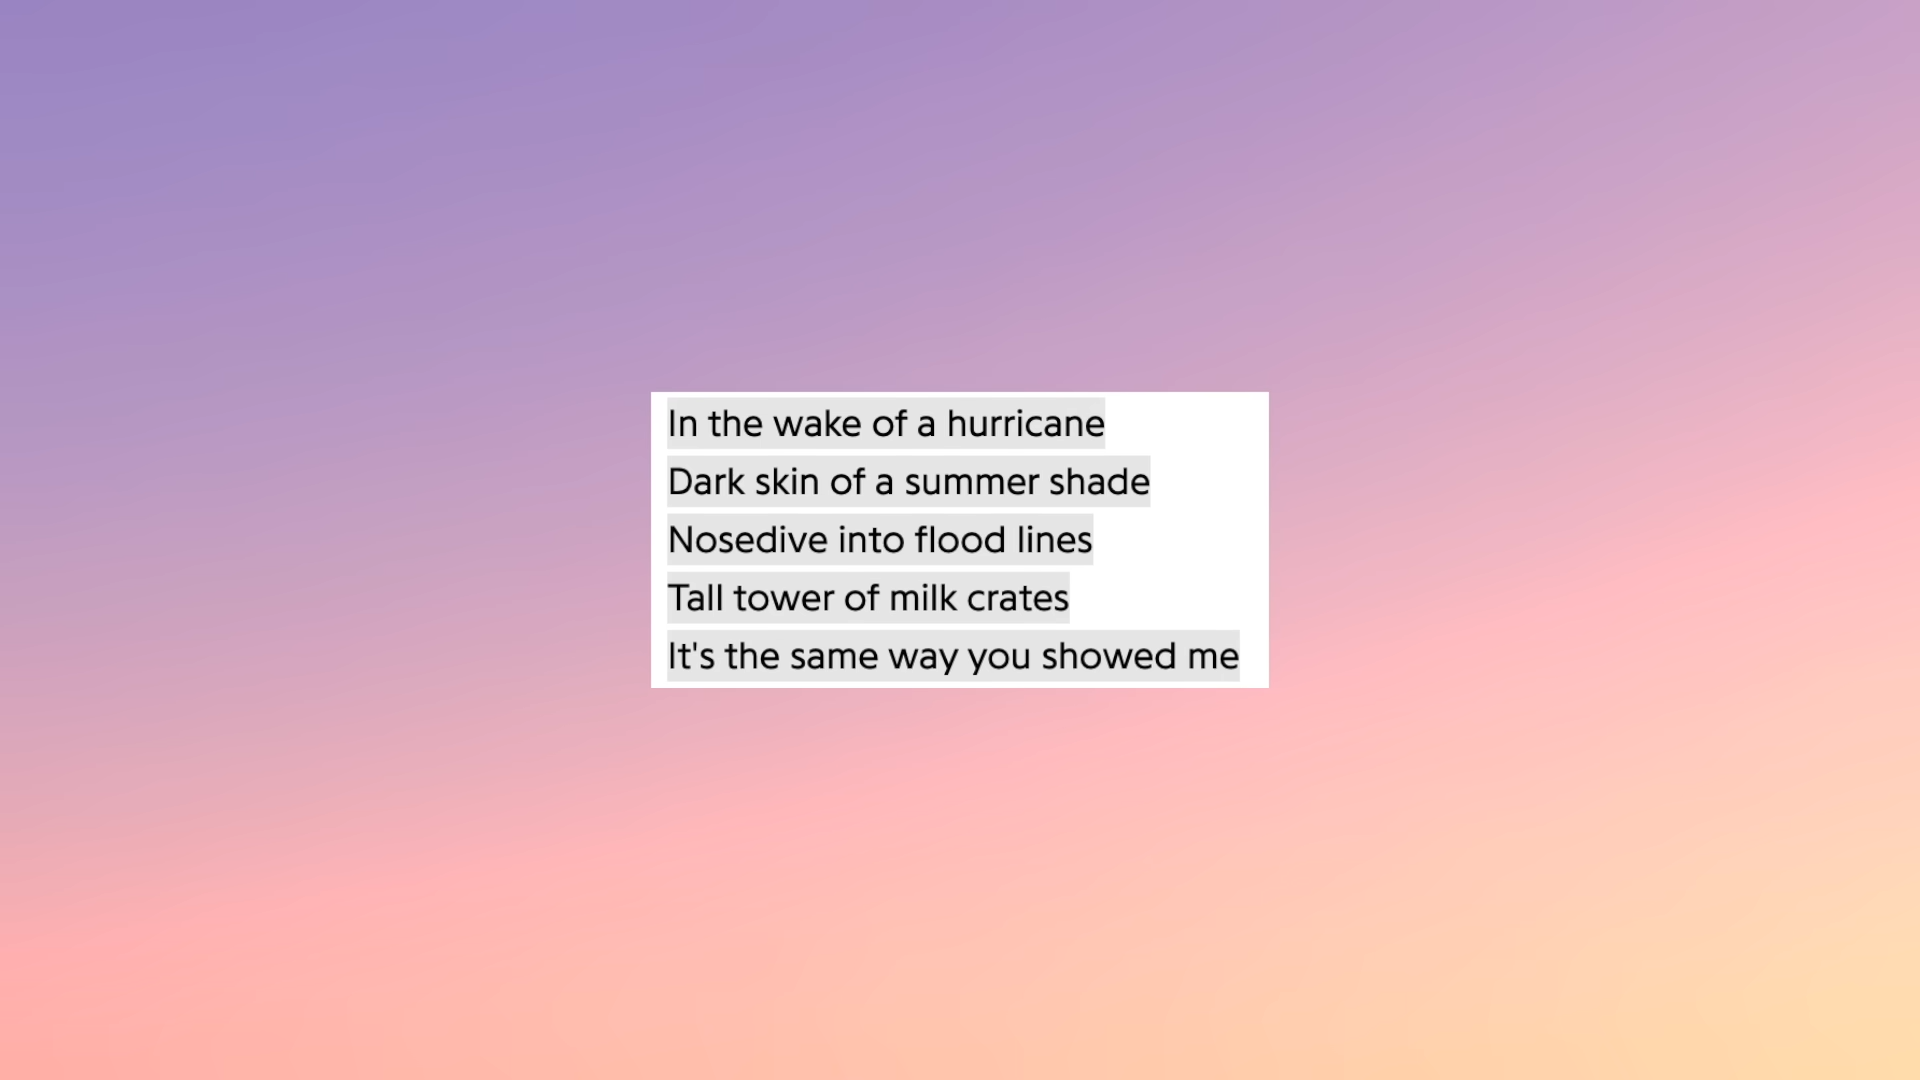 In the wake of a hurricane
Dark skin of a summer shade
Nosedive into flood lines
Tall tower of milk crates
It's the same way you showed me